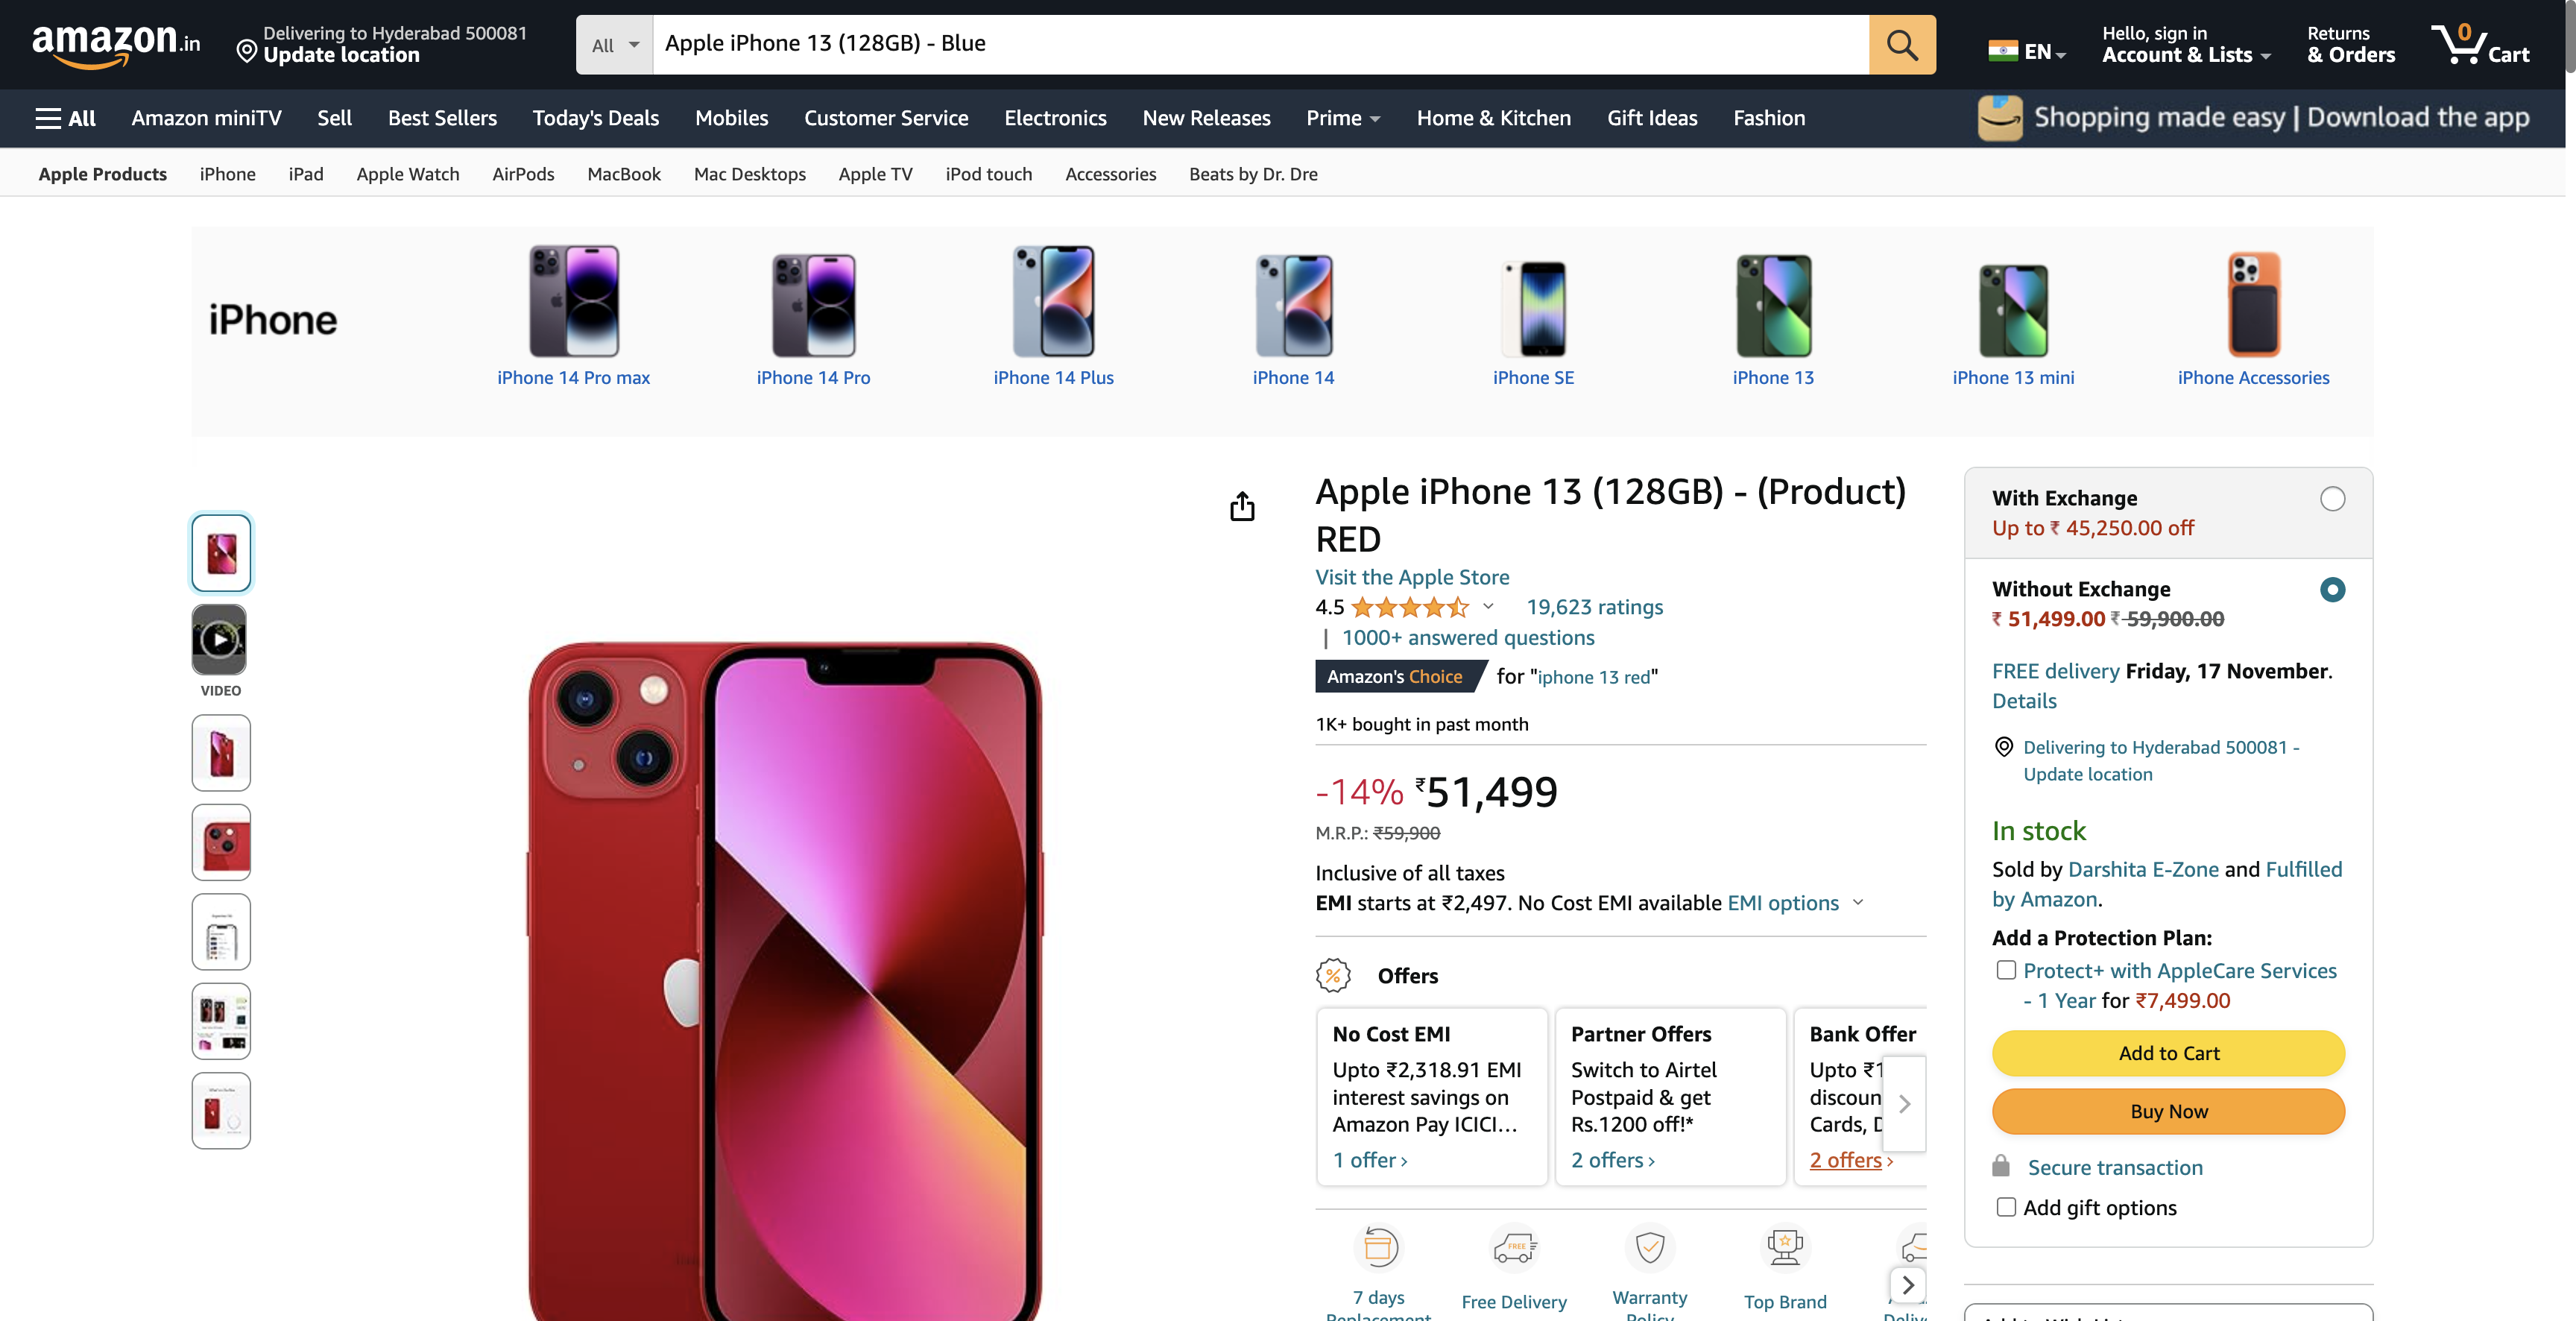 amazon.in
Delivering to Hyderabad 500081
Update location
All
Apple iPhone 13 (128GB) - Blue
EN
Hello, sign in
Account & Lists
Returns
& Orders
0
Cart
All
Amazon miniTV
Sell
Best Sellers
Today's Deals
Mobiles
Customer Service
Electronics
New Releases
Prime
Home & Kitchen
Gift Ideas
Fashion
Shopping made easy | Download the app
Apple Products
iPhone
iPad
Apple Watch
AirPods
MacBook
Mac Desktops
Apple TV
iPod touch
Accessories
Beats by Dr. Dre
iPhone
iPhone 14 Pro max
iPhone 14 Pro
iPhone 14 Plus
iPhone 14
iPhone SE
iPhone 13
iPhone 13 mini
iPhone Accessories
VIDEO
Apple iPhone 13 (128GB) - (Product)
RED
Visit the Apple Store
4.5
19,623 ratings
| 1000+ answered questions
Amazon's Choice for "iphone 13 red"
1K+ bought in past month
-14% ₹51,499
M.R.P.: ₹59,900
Inclusive of all taxes
EMI starts at ₹2,497. No Cost EMI available EMI options
Offers
No Cost EMI
Upto ₹2,318.91 EMI
interest savings on
Amazon Pay ICICI…
1 offer ›
Partner Offers
Switch to Airtel
Postpaid & get
Rs.1200 off!*
2 offers ›
Bank Offer
Upto ₹1
discoun
Cards, D
2 offers ›
7 days
Replacement
FREE
Free Delivery
Warranty
Policy
Top Brand
With Exchange
Up to ₹ 45,250.00 off
Without Exchange
₹ 51,499.00 ₹ 59,900.00
FREE delivery Friday, 17 November.
Details
Delivering to Hyderabad 500081 -
Update location
In stock
Sold by Darshita E-Zone and Fulfilled
by Amazon.
Add a Protection Plan:
Protect+ with AppleCare Services
- 1 Year for ₹7,499.00
Add to Cart
Buy Now
Secure transaction
Add gift options